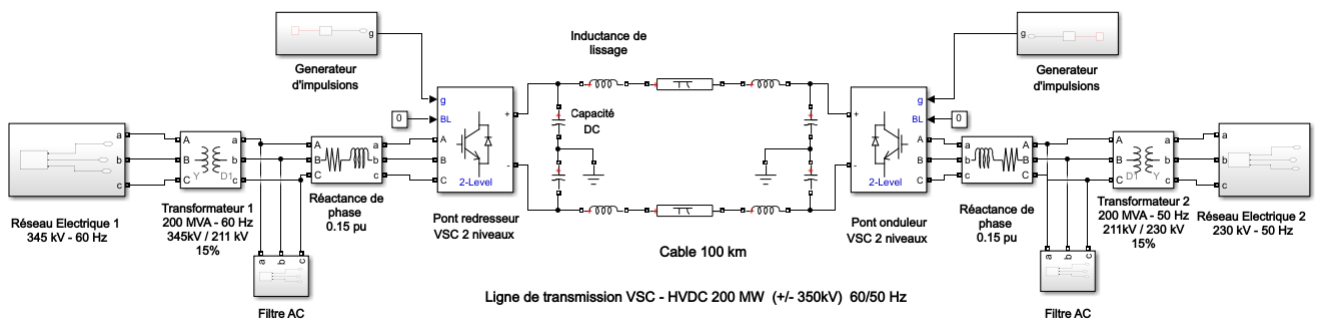 g
Generateur
d'impulsions
Inductance de
lissage
g
Generateur
d'impulsions
a
b
c
Réseau Electrique 1
345 kV - 60 Hz
A
B
C
a
b
c
Y
D1
Transformateur 1
200 MVA - 60 Hz
345kV / 211 kV
15%
A
B
C
a
b
c
Réactance de
phase
0.15 pu
0
g
BL
A
B
C
+
-
2-Level
Pont redresseur
VSC 2 niveaux
Capacité
DC
Cable 100 km
+
-
g
BL
A
B
C
2-Level
0
Pont onduleur
VSC 2 niveaux
a
b
c
A
B
C
Réactance de
phase
0.15 pu
a
b
c
A
B
C
D1
Y
Transformateur 2
200 MVA - 50 Hz
211kV / 230 kV
15%
a
b
c
Réseau Electrique 2
230 kV - 50 Hz
a
b
c
Filtre AC
a
b
c
Filtre AC
Ligne de transmission VSC - HVDC 200 MW (+/- 350kV) 60/50 Hz